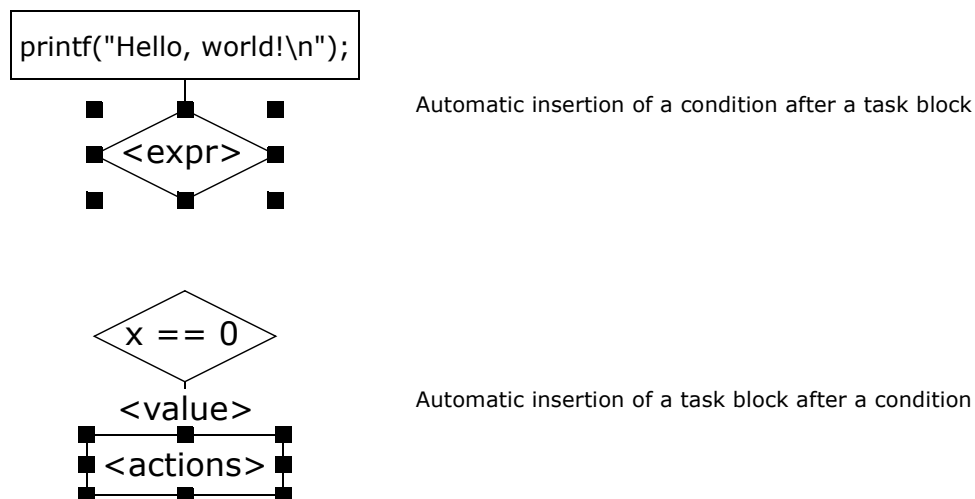 printf("Hello, world!\n");
Automatic insertion of a condition after a task block
<expr>
x == 0
<value>
Automatic insertion of a task block after a condition
<actions>